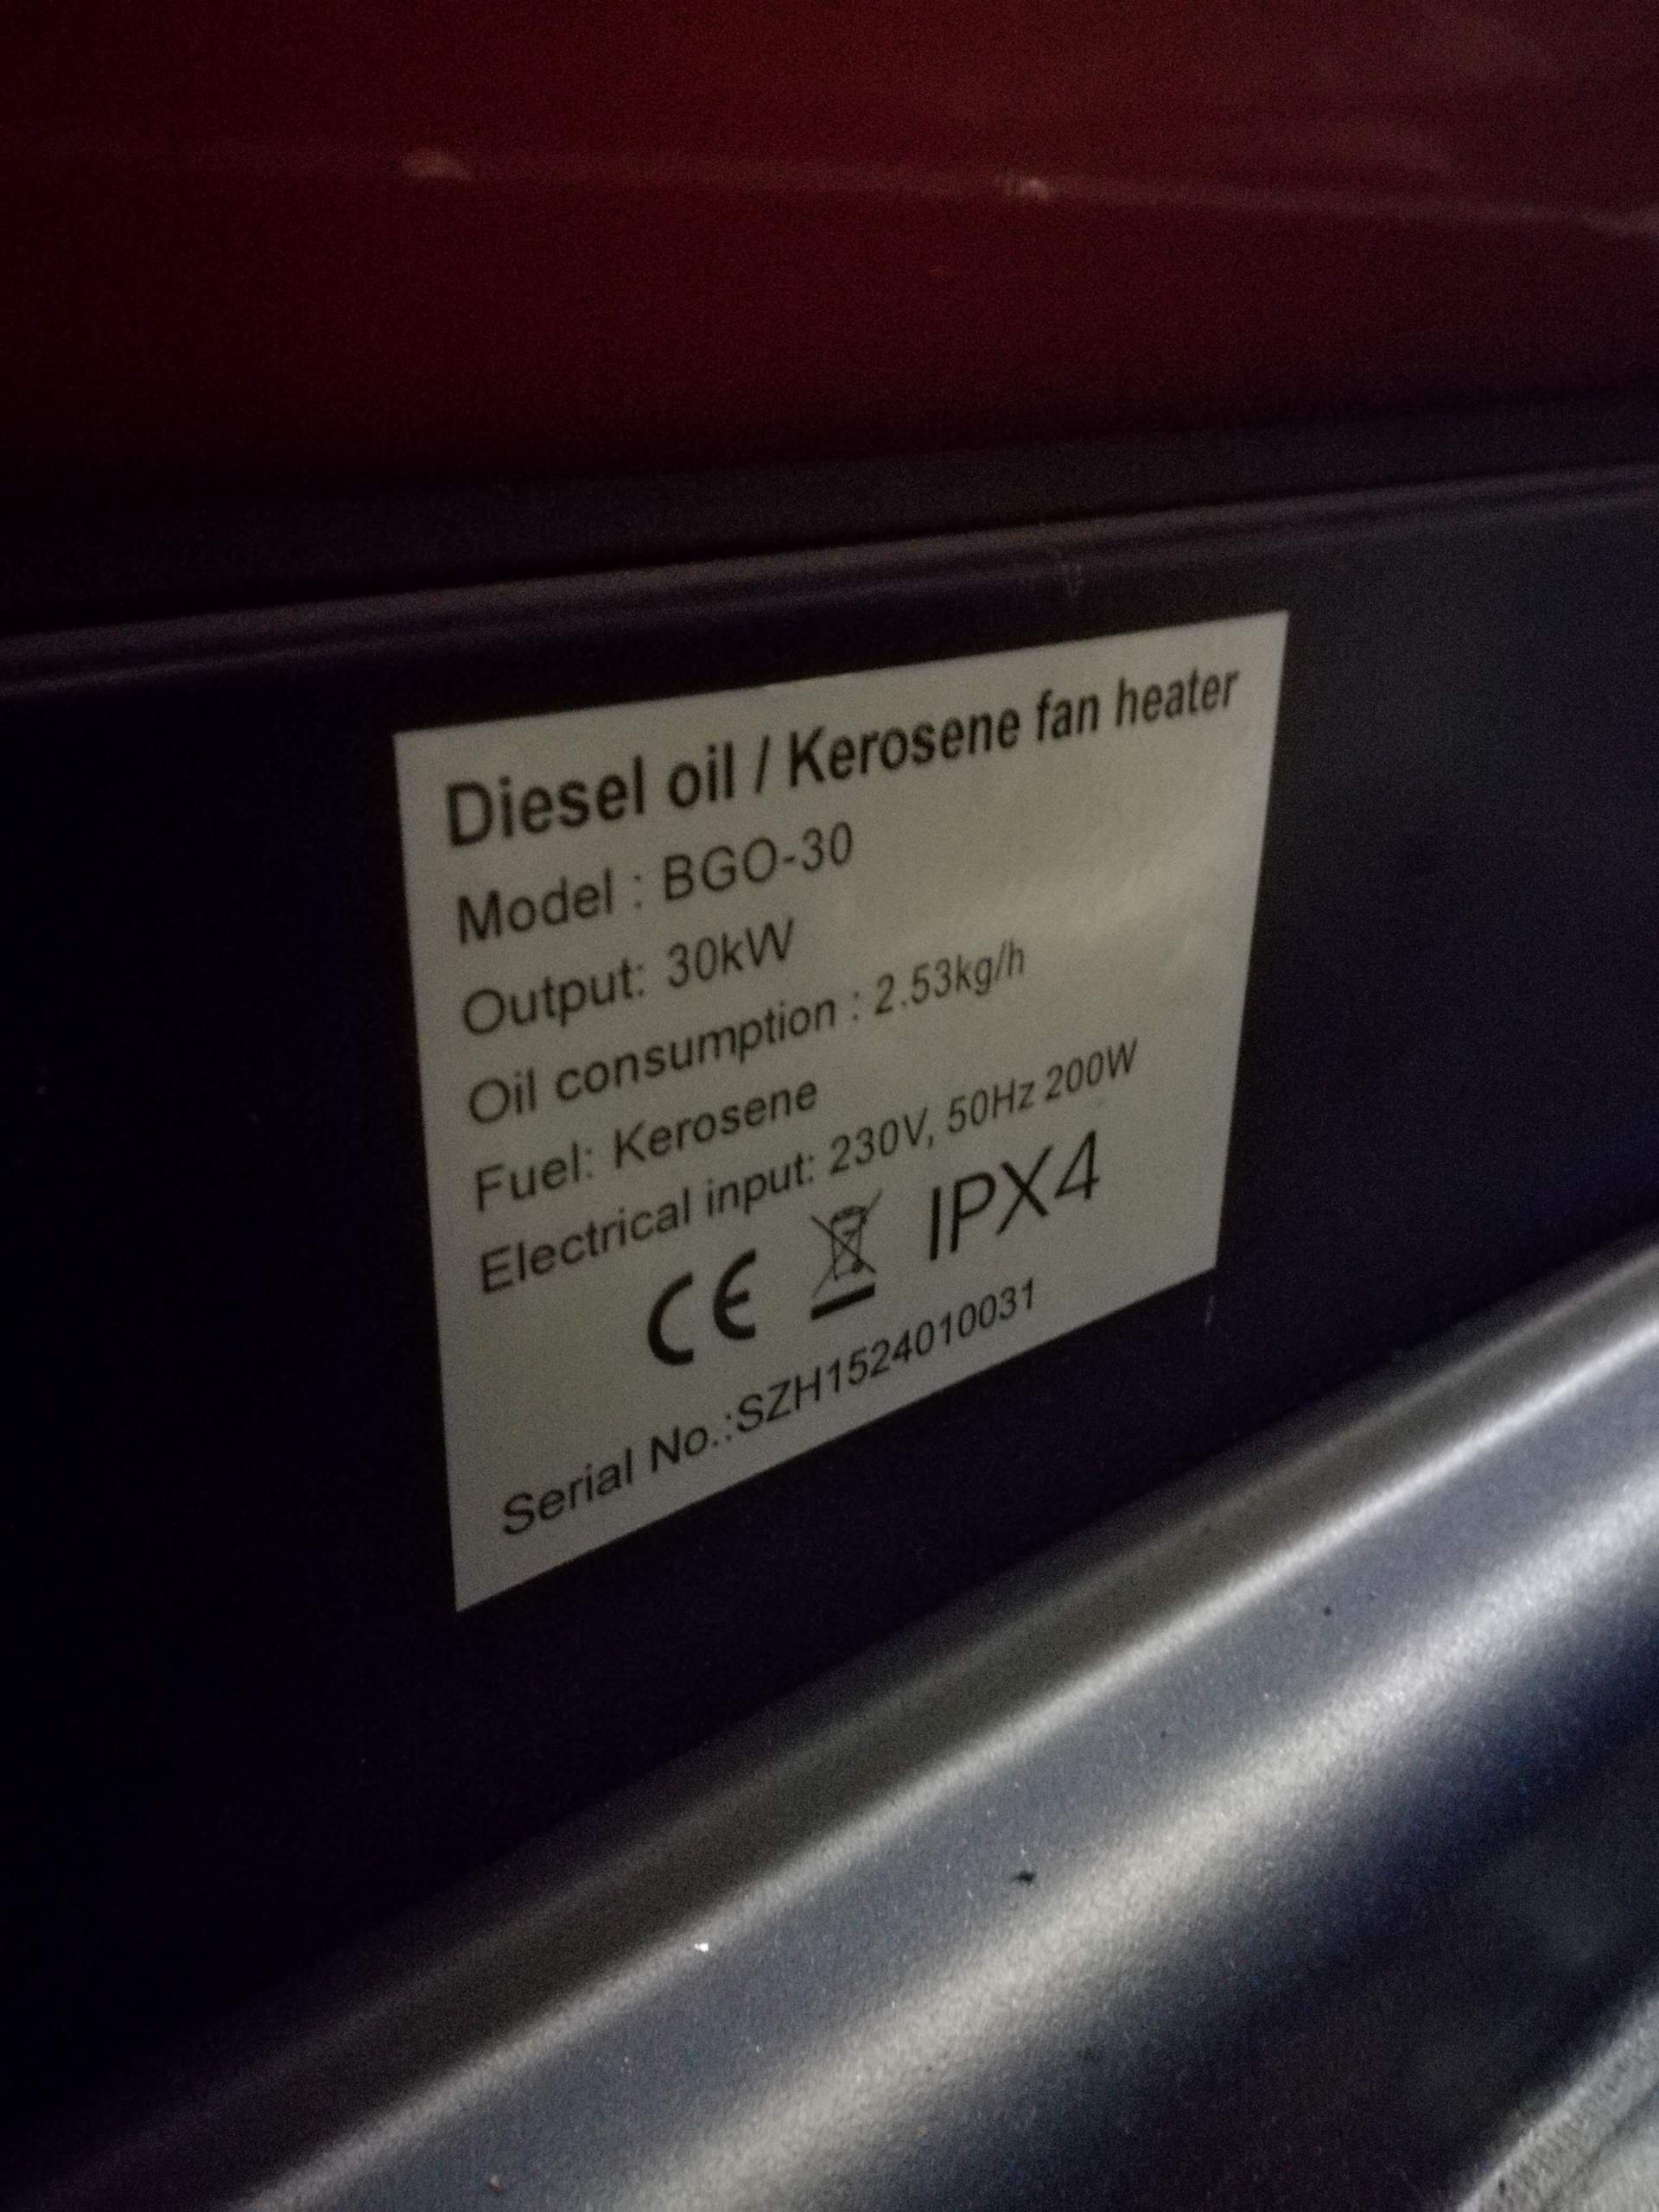 Diesel oil / Kerosene fan heater
Model : BGO-30
Output: 30kW
Oil consumption : 2.53kg/h
Fuel: Kerosene
Electrical input: 230V, 50Hz 200W
CE IPX4
Serial No.:SZH1524010031